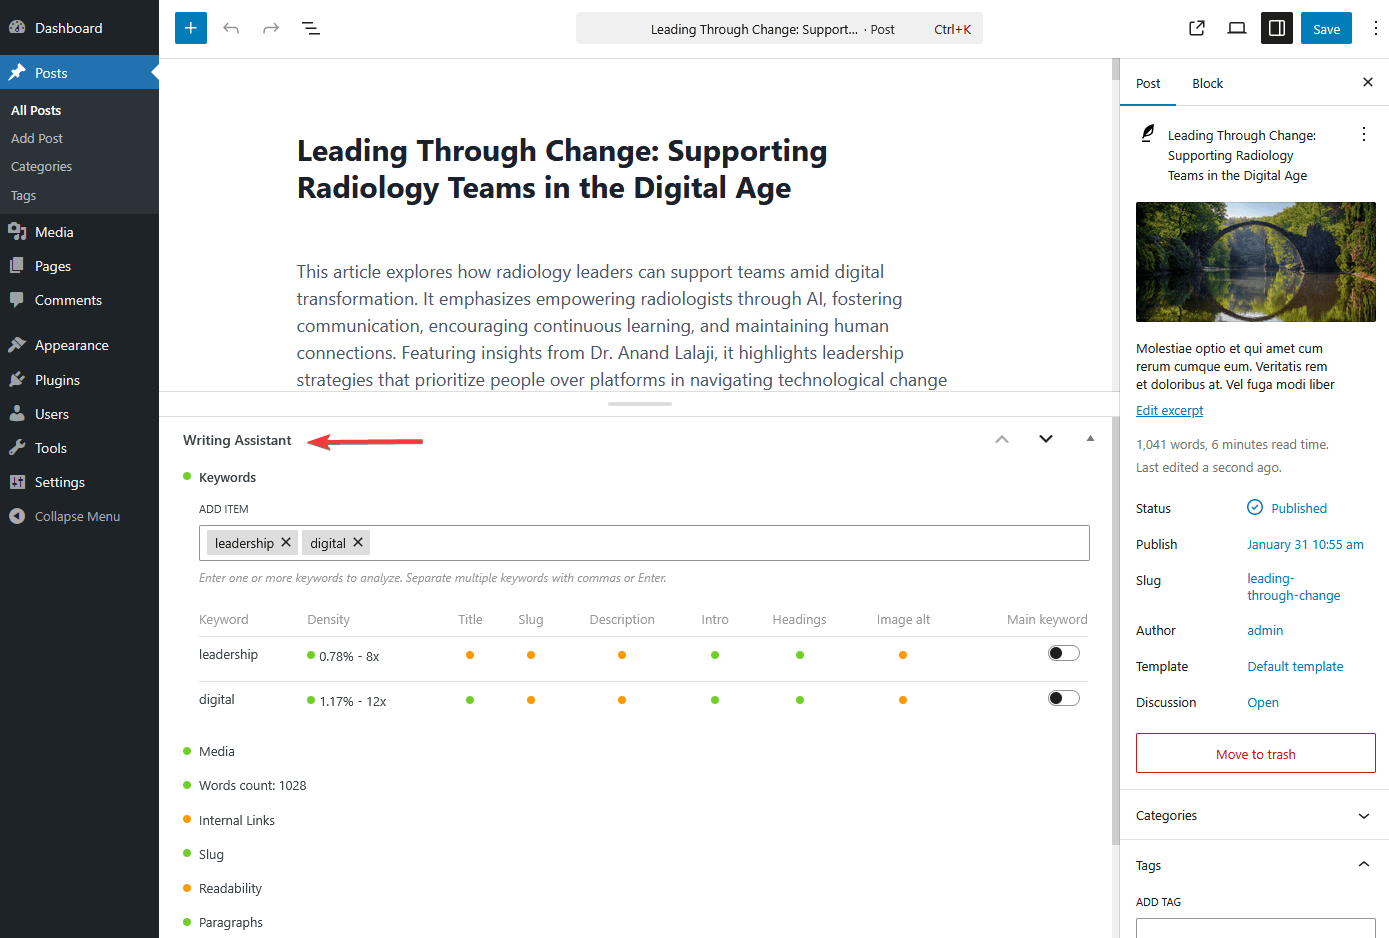 Dashboard
Posts
All Posts
Add Post
Categories
Tags
Media
Pages
Comments
Appearance
Plugins
Users
Tools
Settings
Collapse Menu
Leading Through Change: Support... · Post Ctrl+K
Save
Leading Through Change: Supporting
Radiology Teams in the Digital Age
This article explores how radiology leaders can support teams amid digital
transformation. It emphasizes empowering radiologists through AI, fostering
communication, encouraging continuous learning, and maintaining human
connections. Featuring insights from Dr. Anand Lalaji, it highlights leadership
strategies that prioritize people over platforms in navigating technological change
Writing Assistant
Keywords
ADD ITEM
leadership digital
Enter one or more keywords to analyze. Separate multiple keywords with commas or Enter.
Keyword Density Title Slug Description Intro Headings Image alt Main keyword
leadership 0.78% - 8x
digital 1.17% - 12x
Media
Words count: 1028
Internal Links
Slug
Readability
Paragraphs
Post Block
Leading Through Change:
Supporting Radiology
Teams in the Digital Age
Molestiae optio et qui amet cum
rerum cumque eum. Veritatis rem
et doloribus at. Vel fuga modi liber
Edit excerpt
1,041 words, 6 minutes read time.
Last edited a second ago.
Status Published
Publish January 31 10:55 am
Slug leading-
through-change
Author admin
Template Default template
Discussion Open
Move to trash
Categories
Tags
ADD TAG